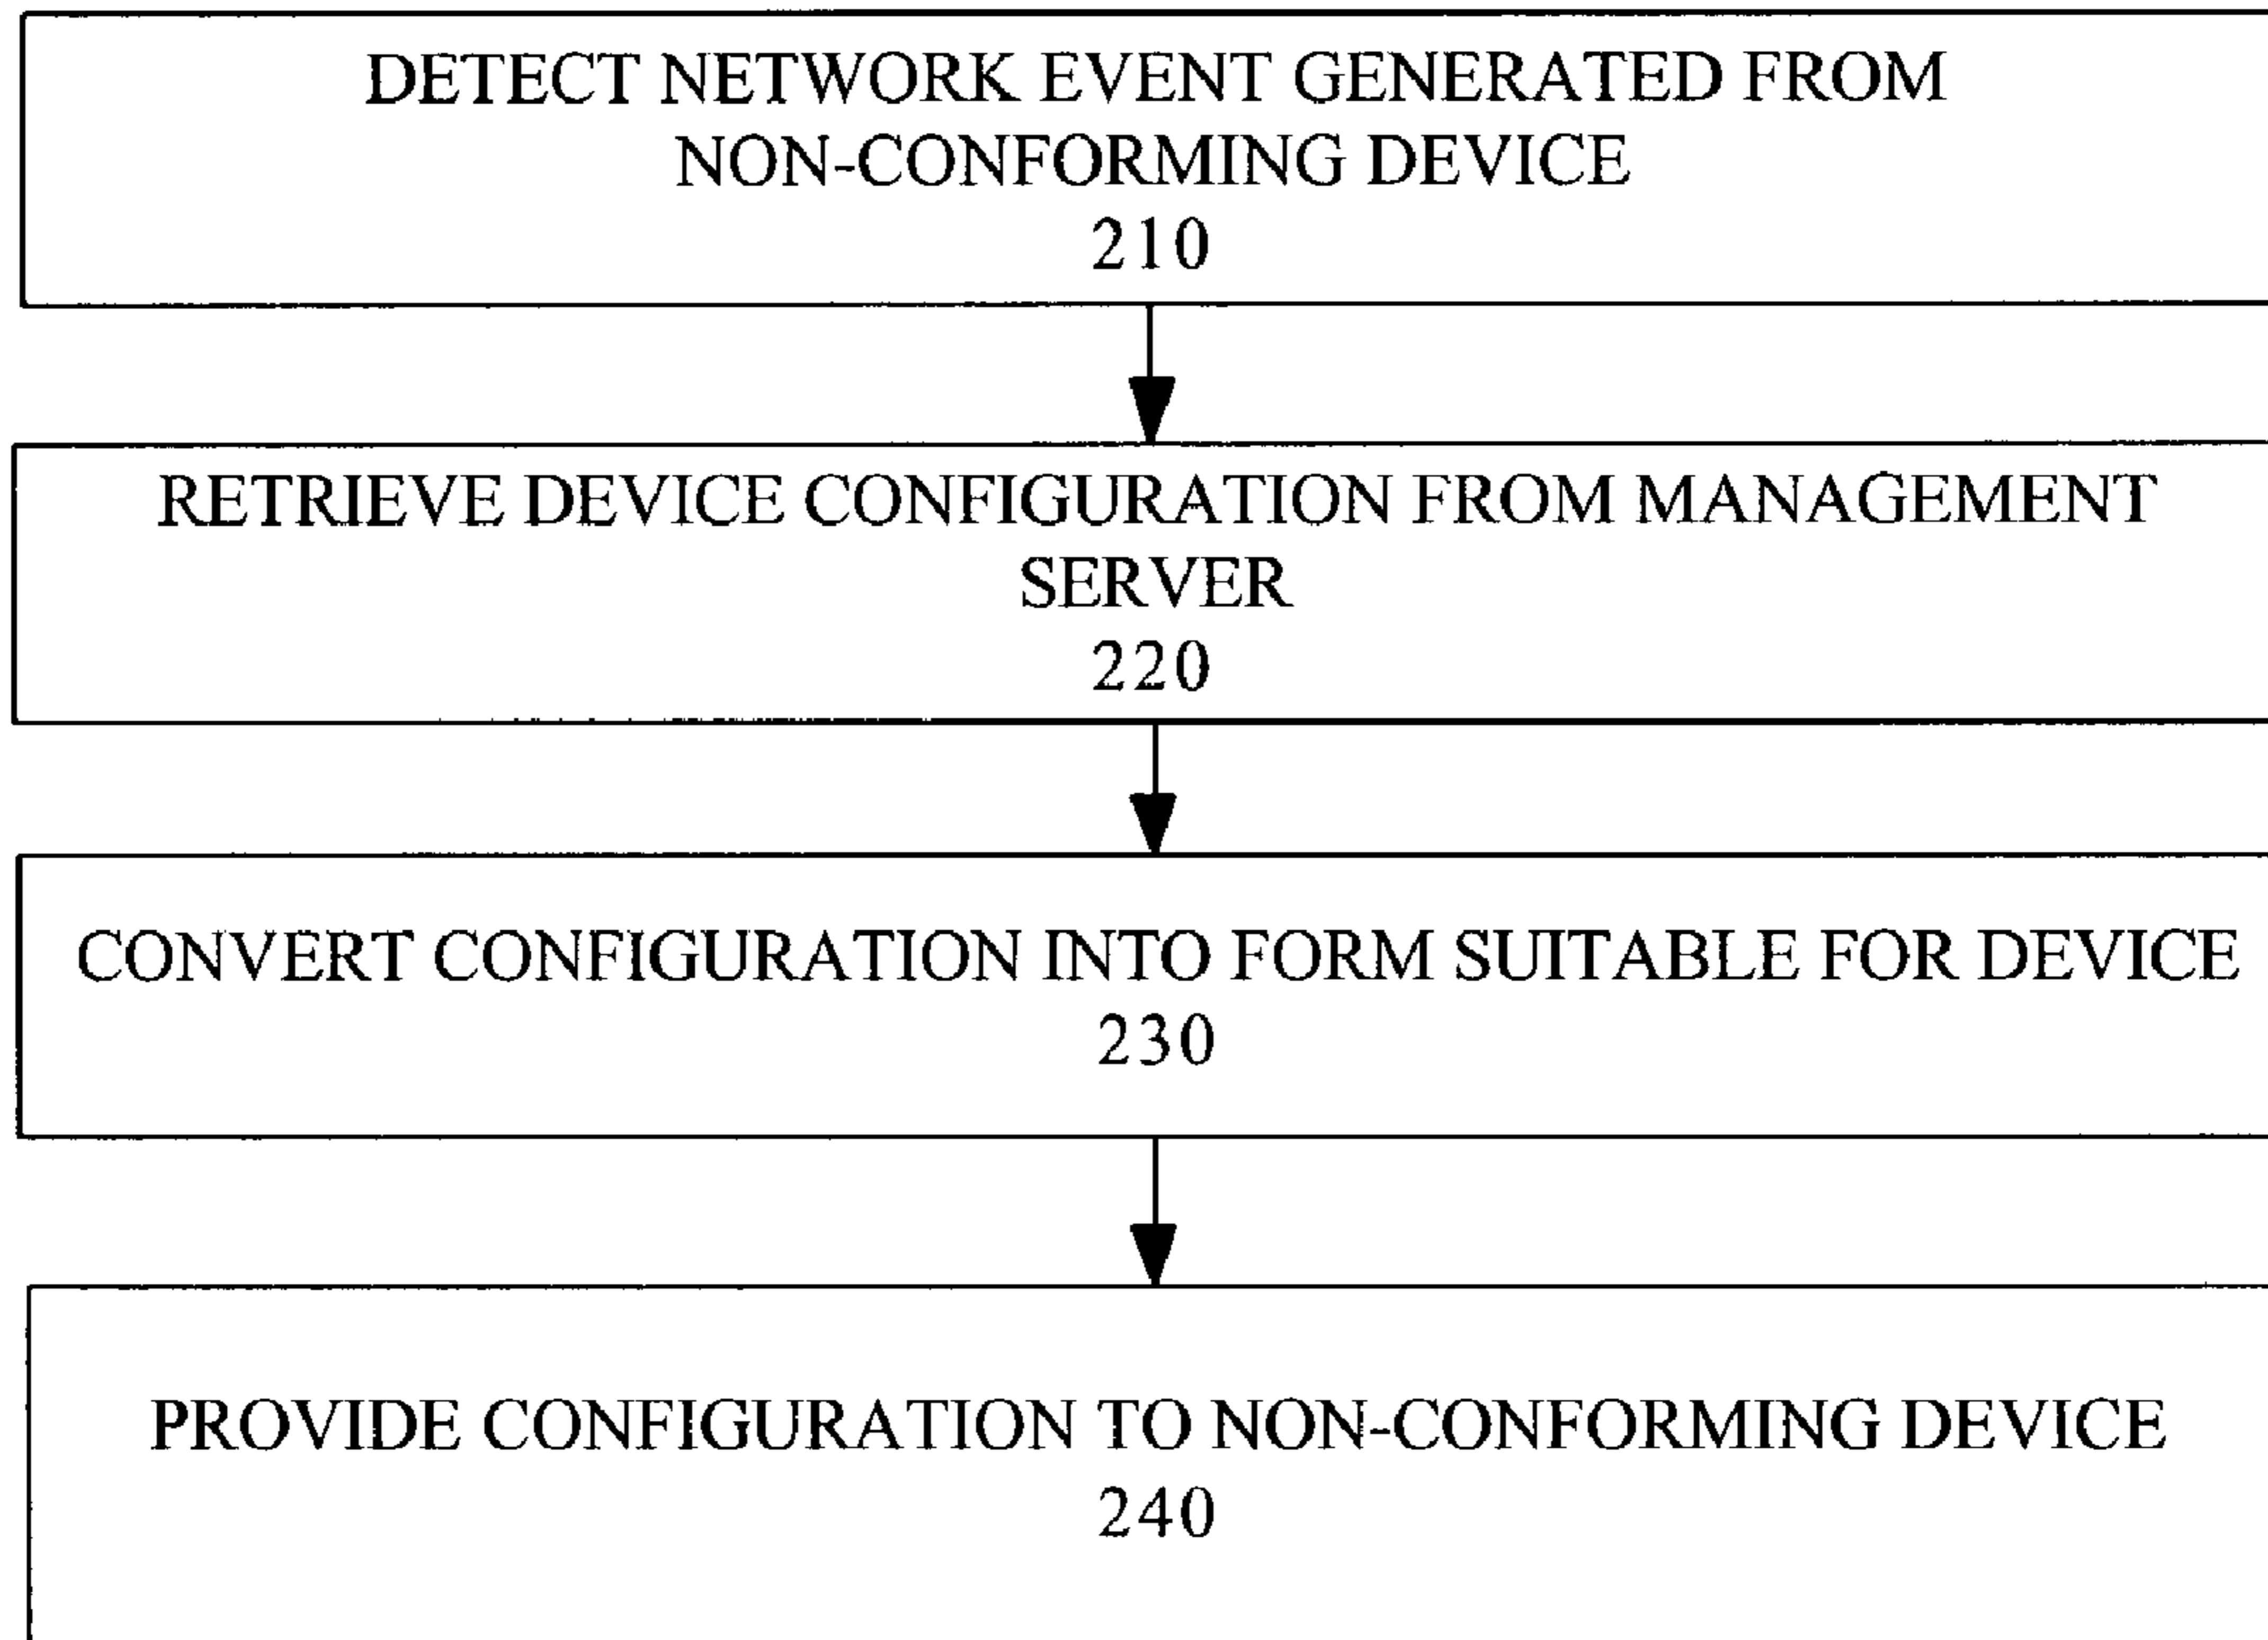 DETECT NETWORK EVENT GENERATED FROM
NON-CONFORMING DEVICE
210
RETRIEVE DEVICE CONFIGURATION FROM MANAGEMENT
SERVER
220
CONVERT CONFIGURATION INTO FORM SUITABLE FOR DEVICE
230
PROVIDE CONFIGURATION TO NON-CONFORMING DEVICE
240